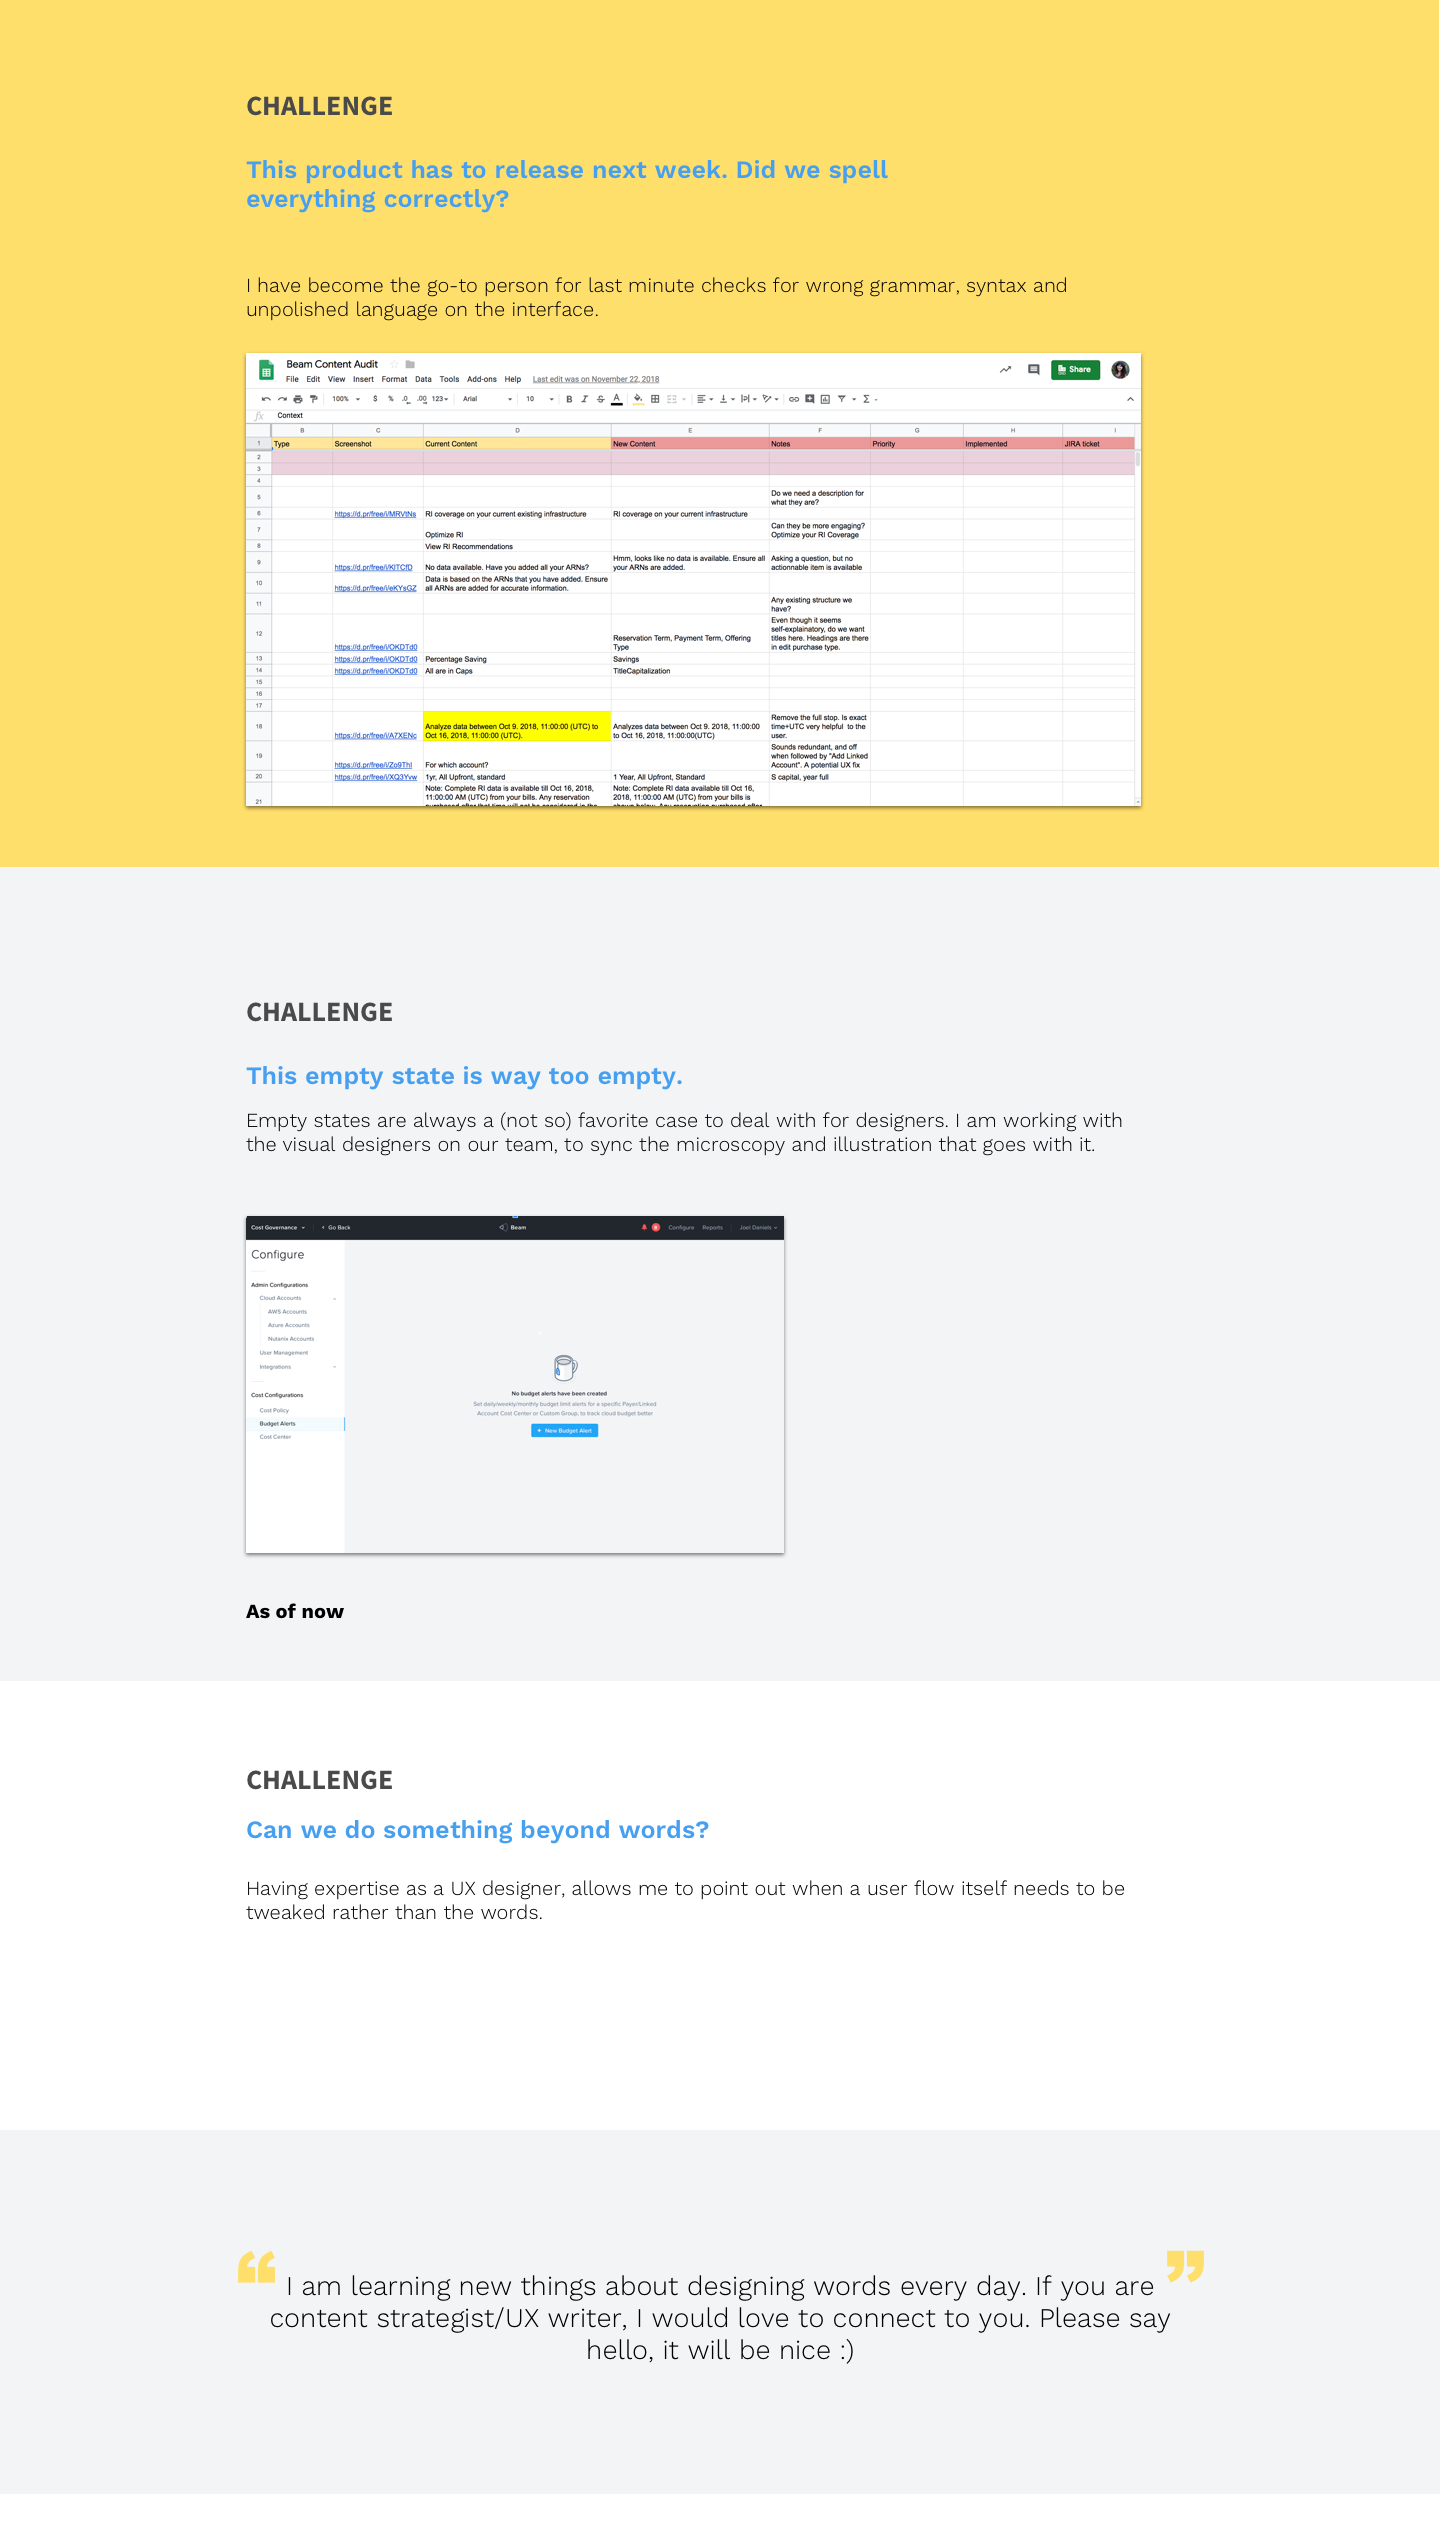 CHALLENGE
This product has to release next week. Did we spell
everything correctly?
I have become the go-to person for last minute checks for wrong grammar, syntax and
unpolished language on the interface.
Beam Content Audit
File Edit View Insert Format Data Tools Add-ons Help Last edit was on November 22, 2018
Share
100% $ % .0 .00 123 Arial 10 B I S A
fx Context
B C D E F G H I
1 Type Screenshot Current Content New Content Notes Priority Implemented JIRA ticket
2
3
4
5 Do we need a description for
what they are?
6 https://d.pr/free/i/MRVtNs RI coverage on your current existing infrastructure RI coverage on your current infrastructure
7 Optimize RI Can they be more engaging?
Optimize your RI Coverage
8 View RI Recommendations
9 https://d.pr/free/i/KlTCfD No data available. Have you added all your ARNs? Hmm, looks like no data is available. Ensure all
your ARNs are added. Asking a question, but no
actionnable item is available
10 https://d.pr/free/i/eKYsGZ Data is based on the ARNs that you have added. Ensure
all ARNs are added for accurate information.
11 Any existing structure we
have?
12 https://d.pr/free/i/OKDTd0 Reservation Term, Payment Term, Offering
Type Even though it seems
self-explainatory, do we want
titles here. Headings are there
in edit purchase type.
13 https://d.pr/free/i/OKDTd0 Percentage Saving Savings
14 https://d.pr/free/i/OKDTd0 All are in Caps TitleCapitalization
15
16
17
18 https://d.pr/free/i/A7XENc Analyze data between Oct 9. 2018, 11:00:00 (UTC) to
Oct 16, 2018, 11:00:00 (UTC). Analyzes data between Oct 9. 2018, 11:00:00
to Oct 16, 2018, 11:00:00(UTC) Remove the full stop. Is exact
time+UTC very helpful to the
user.
19 https://d.pr/free/i/Zo9Thl For which account? Sounds redundant, and off
when followed by "Add Linked
Account". A potential UX fix
20 https://d.pr/free/i/XQ3Yvw 1yr, All Upfront, standard 1 Year, All Upfront, Standard S capital, year full
21 Note: Complete RI data is available till Oct 16, 2018,
11:00:00 AM (UTC) from your bills. Any reservation
Note: Complete RI data available till Oct 16,
2018, 11:00:00 AM (UTC) from your bills is
CHALLENGE
This empty state is way too empty.
Empty states are always a (not so) favorite case to deal with for designers. I am working with
the visual designers on our team, to sync the microscopy and illustration that goes with it.
Cost Governance Go Back Beam Configure Reports Joel Daniels
Configure
Admin Configurations
Cloud Accounts
AWS Accounts
Azure Accounts
Nutanix Accounts
User Management
Integrations
Cost Configurations
Cost Policy
Budget Alerts
Cost Center
No budget alerts have been created
Set daily/weekly/monthly budget limit alerts for a specific Payer/Linked
Account Cost Center or Custom Group, to track cloud budget better
+ New Budget Alert
As of now
CHALLENGE
Can we do something beyond words?
Having expertise as a UX designer, allows me to point out when a user flow itself needs to be
tweaked rather than the words.
“ I am learning new things about designing words every day. If you are ”
content strategist/UX writer, I would love to connect to you. Please say
hello, it will be nice :)